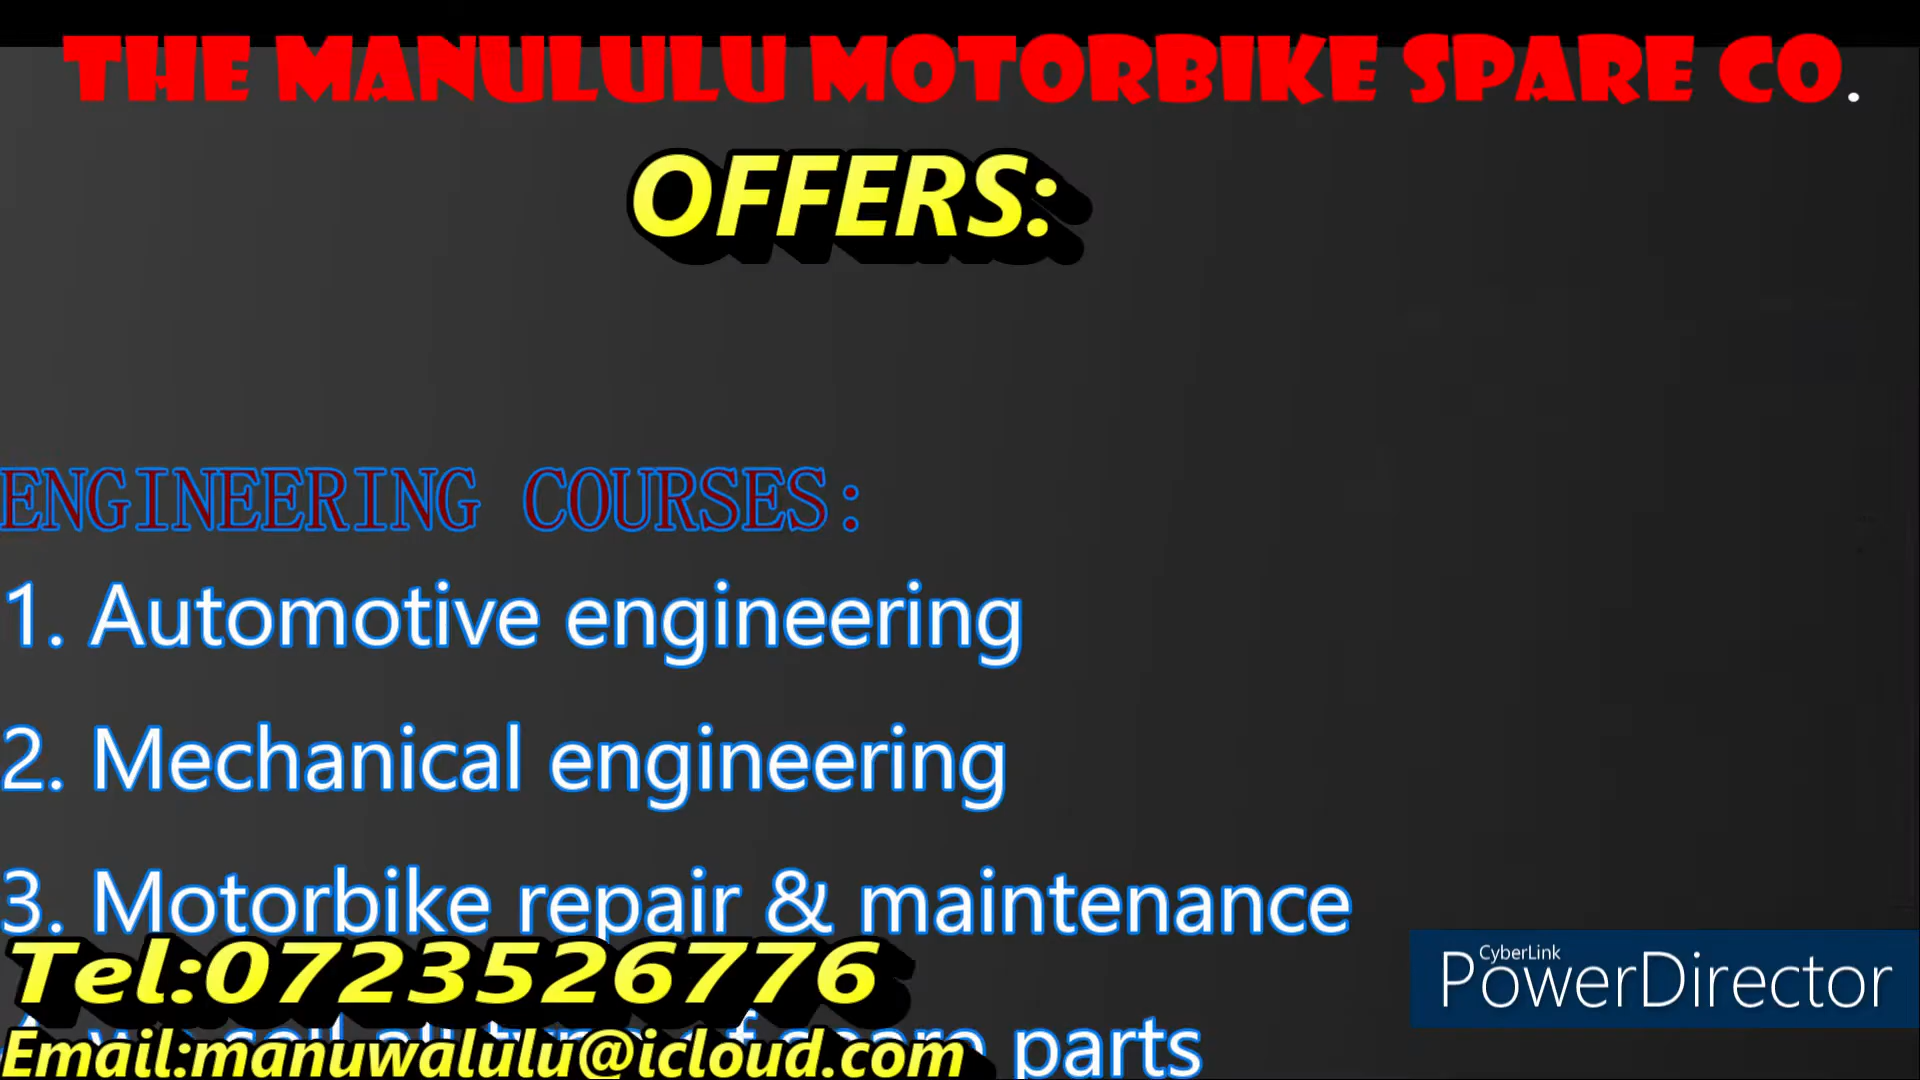 THE MANULULU MOTORBIKE SPARE CO.
OFFERS:
ENGINEERING COURSES:
1. Automotive engineering
2. Mechanical engineering
3. Motorbike repair & maintenance
Tel:0723526776
parts
Email:manuwalulu@icloud.com
CyberLink
PowerDirector